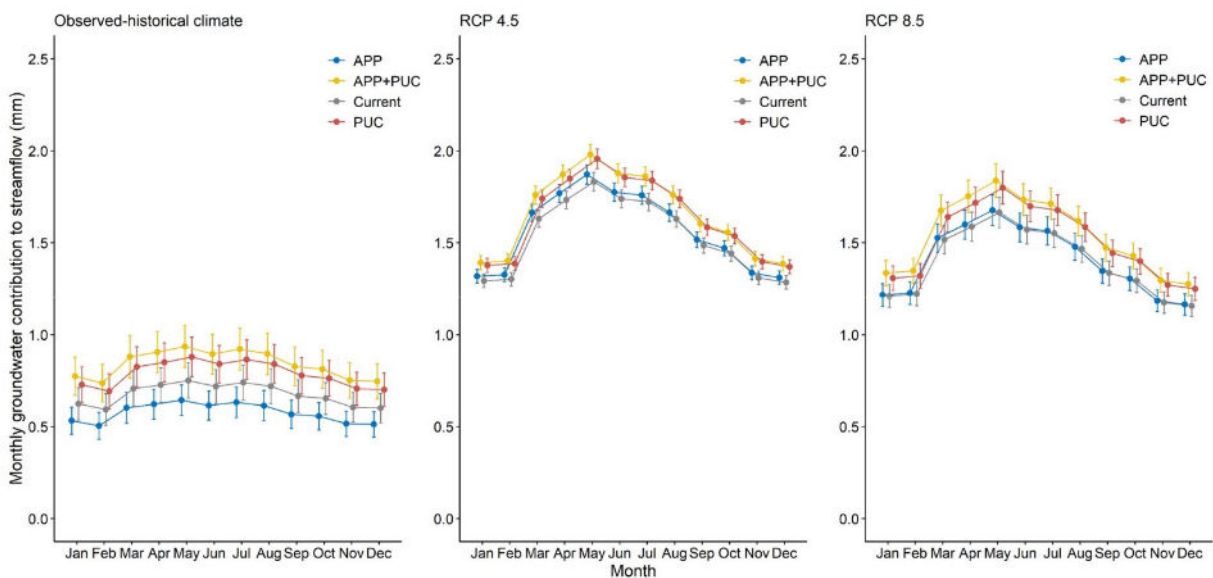 Observed-historical climate
RCP 4.5
RCP 8.5
Monthly groundwater contribution to streamflow (mm)
2.5
2.0
1.5
1.0
0.5
0.0
APP
APP+PUC
Current
PUC
Jan Feb Mar Apr May Jun Jul Aug Sep Oct Nov Dec
2.5
2.0
1.5
1.0
0.5
0.0
APP
APP+PUC
Current
PUC
Jan Feb Mar Apr May Jun Jul Aug Sep Oct Nov Dec
2.5
2.0
1.5
1.0
0.5
0.0
APP
APP+PUC
Current
PUC
Jan Feb Mar Apr May Jun Jul Aug Sep Oct Nov Dec
Month